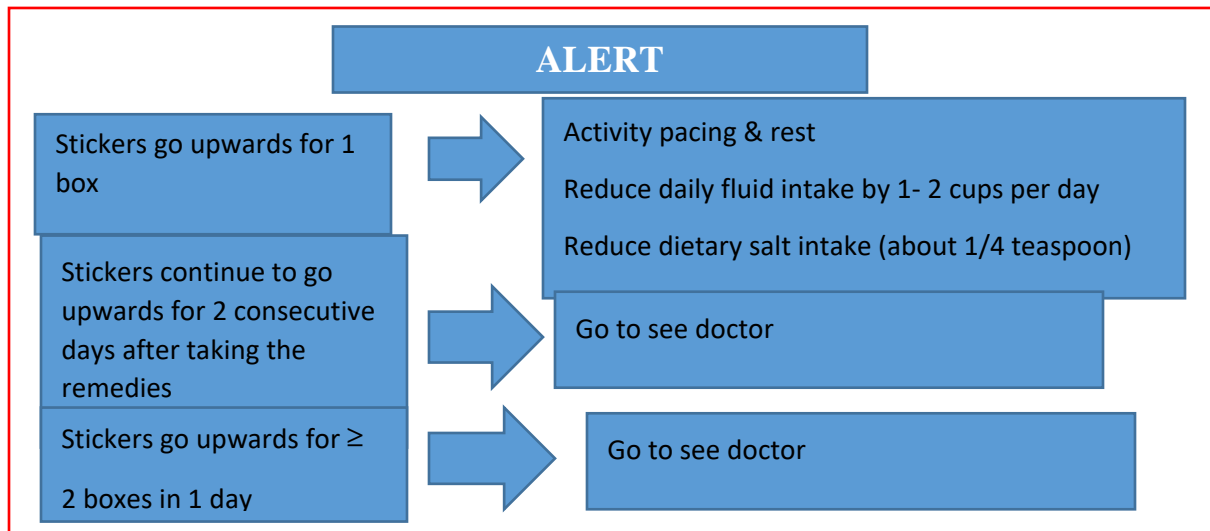 ALERT
Stickers go upwards for 1
box
Activity pacing & rest
Reduce daily fluid intake by 1- 2 cups per day
Reduce dietary salt intake (about 1/4 teaspoon)
Stickers continue to go
upwards for 2 consecutive
days after taking the
remedies
Go to see doctor
Stickers go upwards for ≥
2 boxes in 1 day
Go to see doctor